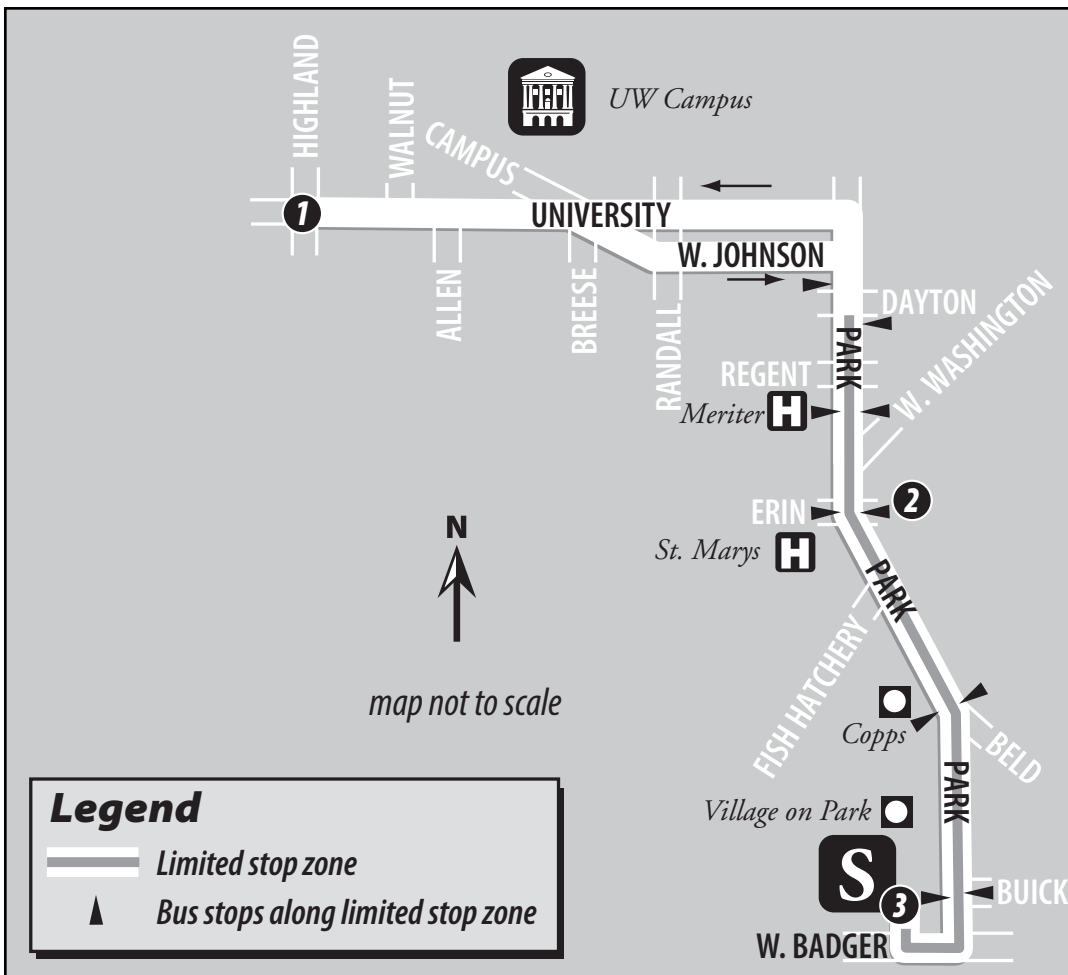 HIGHLAND
WALNUT
CAMPUS
UW Campus
1
UNIVERSITY
W. JOHNSON
ALLEN
BREESE
RANDALL
DAYTON
PARK
REGENT
W. WASHINGTON
Meriter H
2
ERIN
St. Marys H
N
PARK
map not to scale
FISH HATCHERY
Copps
BELD
PARK
Village on Park
S
3
BUICK
W. BADGER
Legend
Limited stop zone
Bus stops along limited stop zone